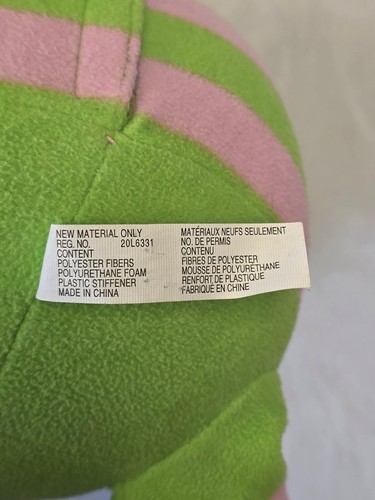 NEW MATERIAL ONLY
REG. NO. 20L6331
CONTENT
POLYESTER FIBERS
POLYURETHANE FOAM
PLASTIC STIFFENER
MADE IN CHINA
MATÉRIAUX NEUFS SEULEMENT
NO. DE PERMIS
CONTENU
FIBRES DE POLYESTER
MOUSSE DE POLYURÉTHANE
RENFORT DE PLASTIQUE
FABRIQUÉ EN CHINE